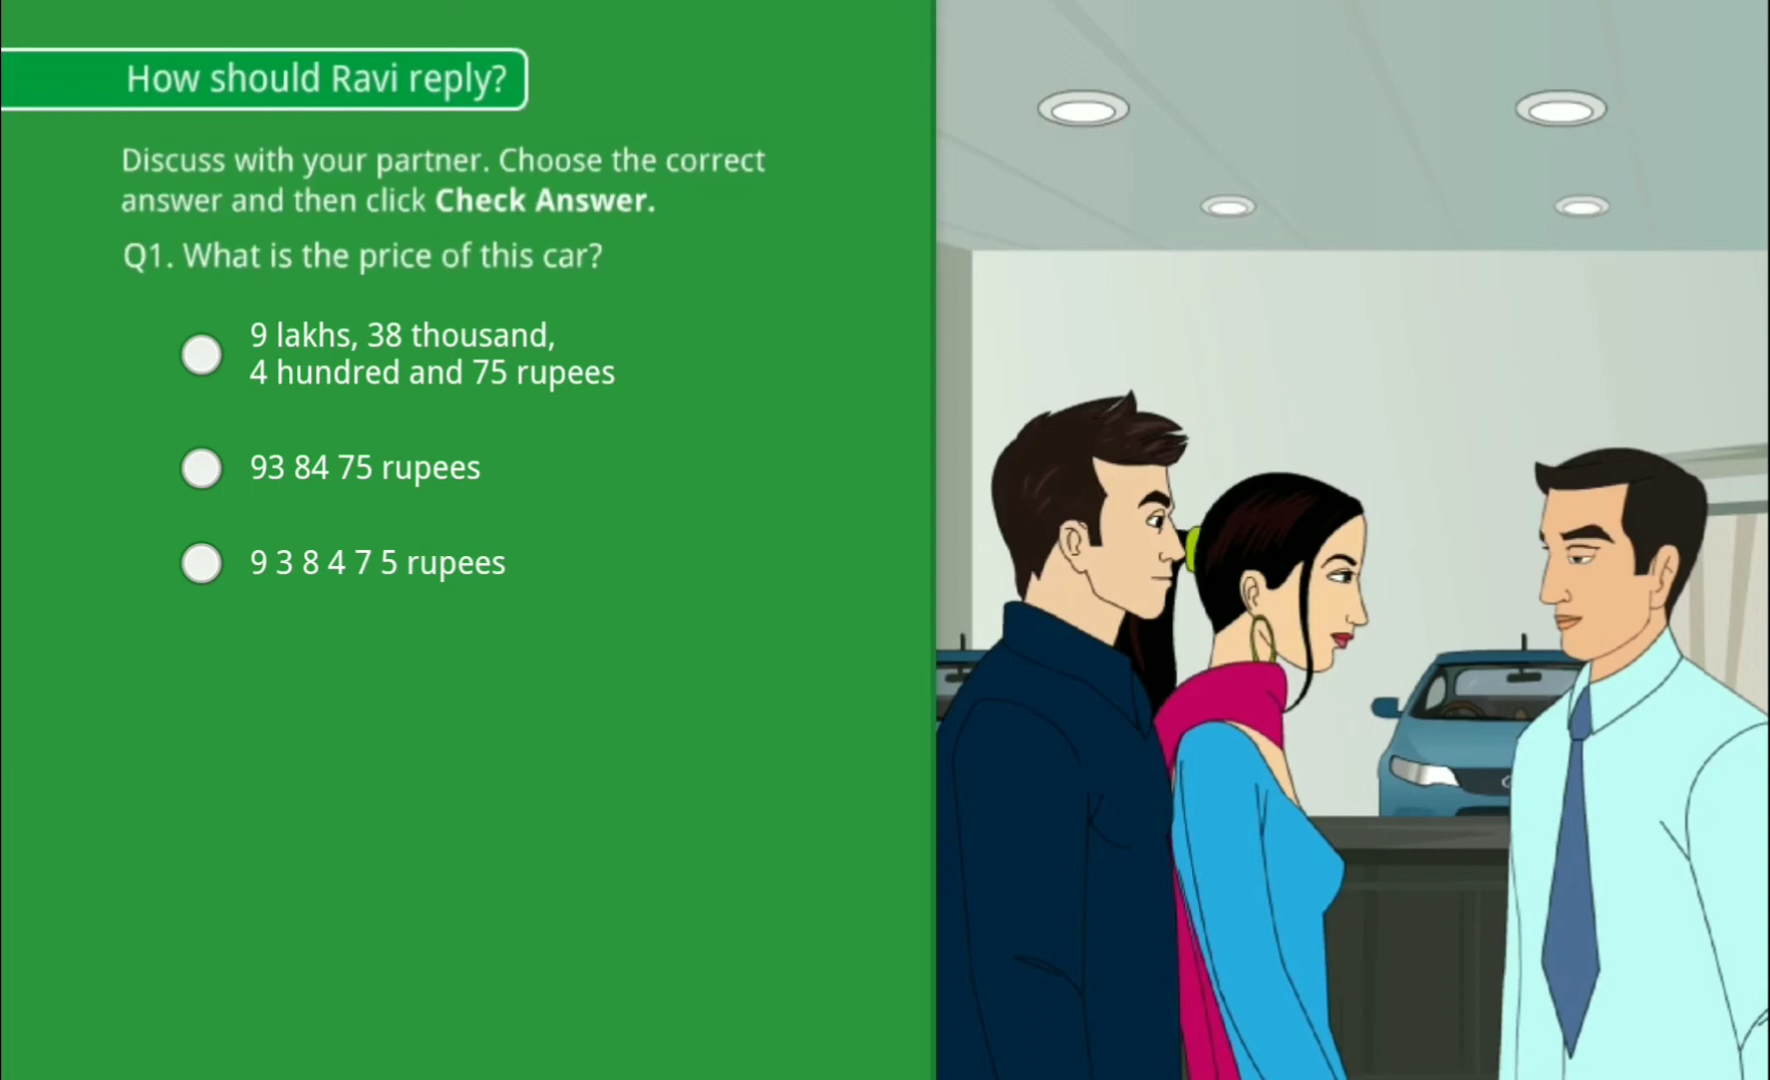 How should Ravi reply?
Discuss with your partner. Choose the correct
answer and then click Check Answer.
Q1. What is the price of this car?
9 lakhs, 38 thousand,
4 hundred and 75 rupees
93 84 75 rupees
9 3 8 4 7 5 rupees